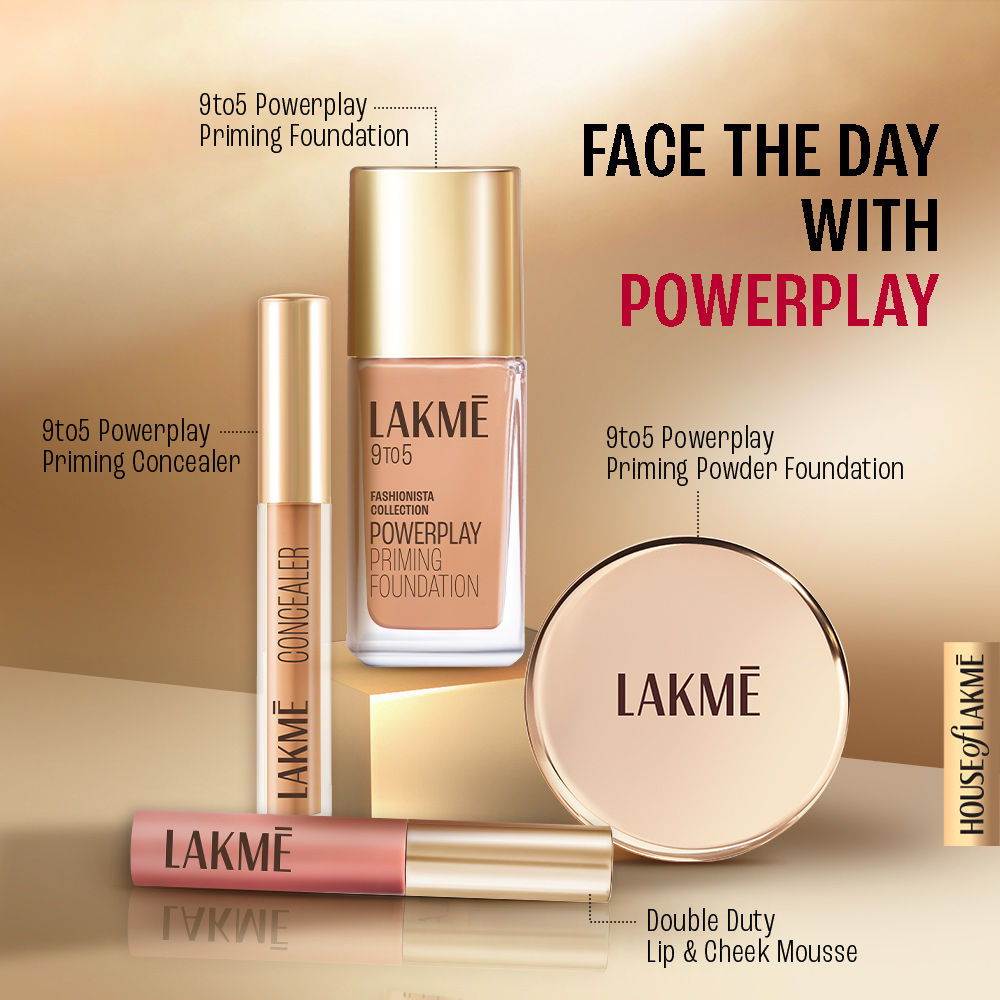 9to5 Powerplay
Priming Foundation
FACE THE DAY
WITH
POWERPLAY
9to5 Powerplay
Priming Concealer
LAKMĒ
9TO5
FASHIONISTA
COLLECTION
POWERPLAY
PRIMING
FOUNDATION
9to5 Powerplay
Priming Powder Foundation
LAKMĒ CONCEALER
LAKMĒ
HOUSE of LAKMĒ
LAKMĒ
Double Duty
Lip & Cheek Mousse